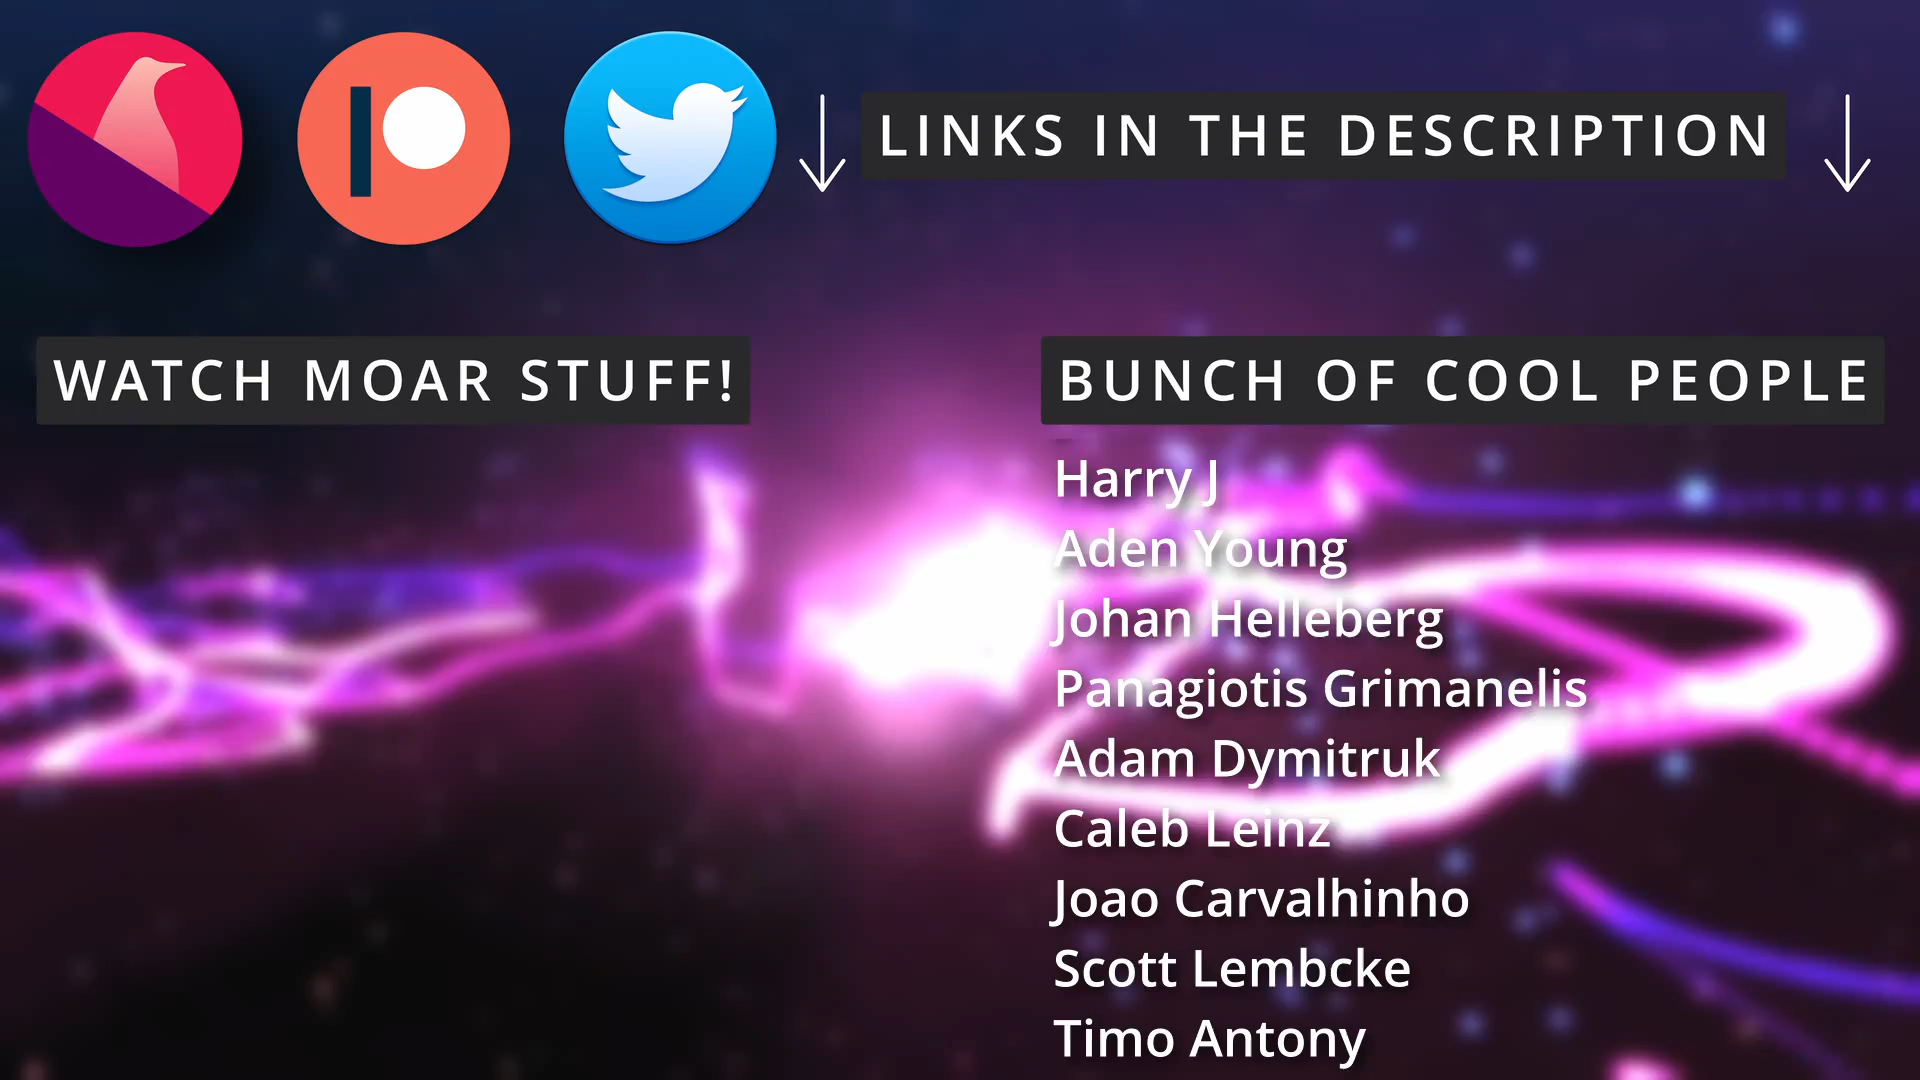 LINKS IN THE DESCRIPTION
WATCH MOAR STUFF!
BUNCH OF COOL PEOPLE
Harry J
Aden Young
Johan Helleberg
Panagiotis Grimanelis
Adam Dymitruk
Caleb Leinz
Joao Carvalhinho
Scott Lembcke
Timo Antony